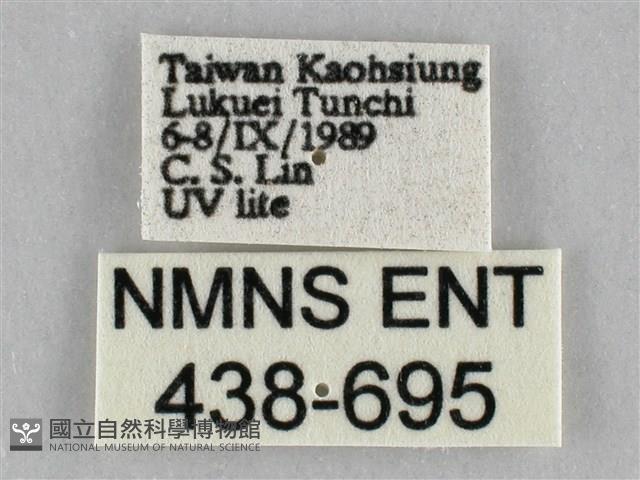 Taiwan Kaohsiung
Lukuei Tunchi
6-8/IX/1989
C. S. Lin
UV lite
NMNS ENT
438-695
國立自然科學博物館
NATIONAL MUSEUM OF NATURAL SCIENCE